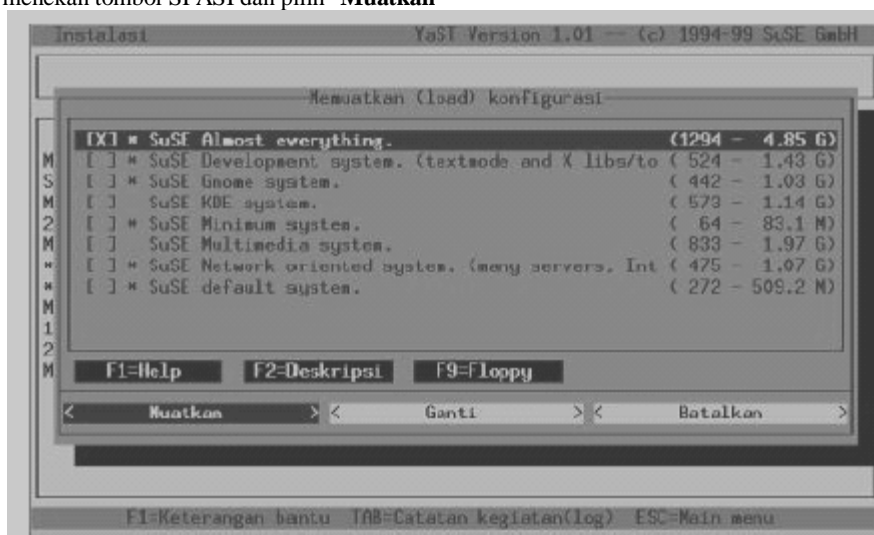 menekan tombol SPASI dan pilih "Muatkan"
Instalasi YaST Version 1.01 -- (c) 1994-99 SuSE GmbH
Memuatkan (load) konfigurasi
[X] * SuSE Almost everything. (1294 - 4.85 G)
M [ ] * SuSE Development system. (textmode and X libs/to ( 524 - 1.43 G)
S [ ] * SuSE Gnome system. ( 442 - 1.03 G)
M [ ] SuSE KDE system. ( 573 - 1.14 G)
2 [ ] * SuSE Minimum system. ( 64 - 83.1 M)
M [ ] SuSE Multimedia system. ( 833 - 1.97 G)
* [ ] * SuSE Network oriented system. (many servers, Int ( 475 - 1.07 G)
* [ ] * SuSE default system. ( 272 - 509.2 M)
M
1
2
M F1=Help F2=Deskripsi F9=Floppy
< Muatkan > < Ganti > < Batalkan >
F1=Keterangan bantu TAB=Catatan kegiatan(log) ESC=Main menu